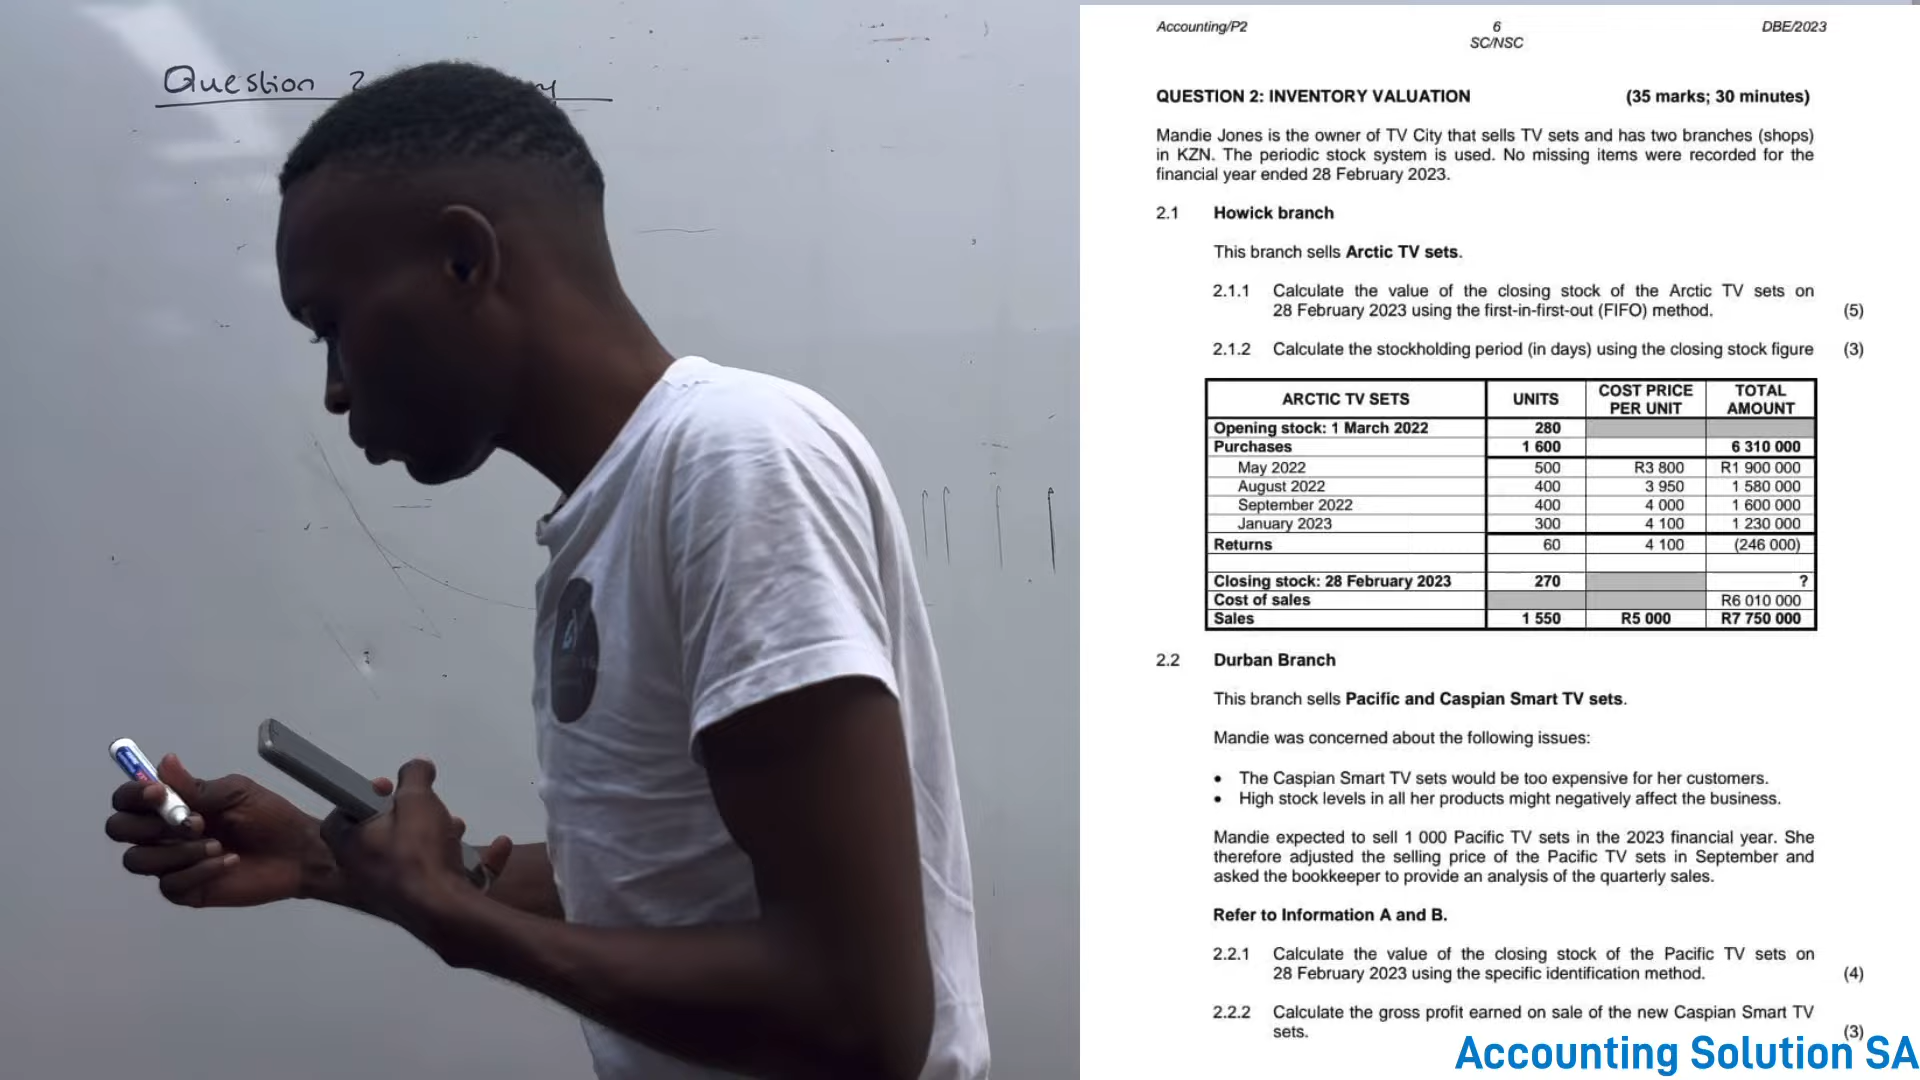 Question 2
Accounting/P2 6 DBE/2023
SC/NSC
QUESTION 2: INVENTORY VALUATION (35 marks; 30 minutes)
Mandie Jones is the owner of TV City that sells TV sets and has two branches (shops)
in KZN. The periodic stock system is used. No missing items were recorded for the
financial year ended 28 February 2023.
2.1 Howick branch
This branch sells Arctic TV sets.
2.1.1 Calculate the value of the closing stock of the Arctic TV sets on
28 February 2023 using the first-in-first-out (FIFO) method. (5)
2.1.2 Calculate the stockholding period (in days) using the closing stock figure (3)
ARCTIC TV SETS UNITS COST PRICE PER UNIT TOTAL AMOUNT
Opening stock: 1 March 2022 280
Purchases 1 600 6 310 000
May 2022 500 R3 800 R1 900 000
August 2022 400 3 950 1 580 000
September 2022 400 4 000 1 600 000
January 2023 300 4 100 1 230 000
Returns 60 4 100 (246 000)
Closing stock: 28 February 2023 270 ?
Cost of sales R6 010 000
Sales 1 550 R5 000 R7 750 000
2.2 Durban Branch
This branch sells Pacific and Caspian Smart TV sets.
Mandie was concerned about the following issues:
• The Caspian Smart TV sets would be too expensive for her customers.
• High stock levels in all her products might negatively affect the business.
Mandie expected to sell 1 000 Pacific TV sets in the 2023 financial year. She
therefore adjusted the selling price of the Pacific TV sets in September and
asked the bookkeeper to provide an analysis of the quarterly sales.
Refer to Information A and B.
2.2.1 Calculate the value of the closing stock of the Pacific TV sets on
28 February 2023 using the specific identification method. (4)
2.2.2 Calculate the gross profit earned on sale of the new Caspian Smart TV
sets. (3)
Accounting Solution SA